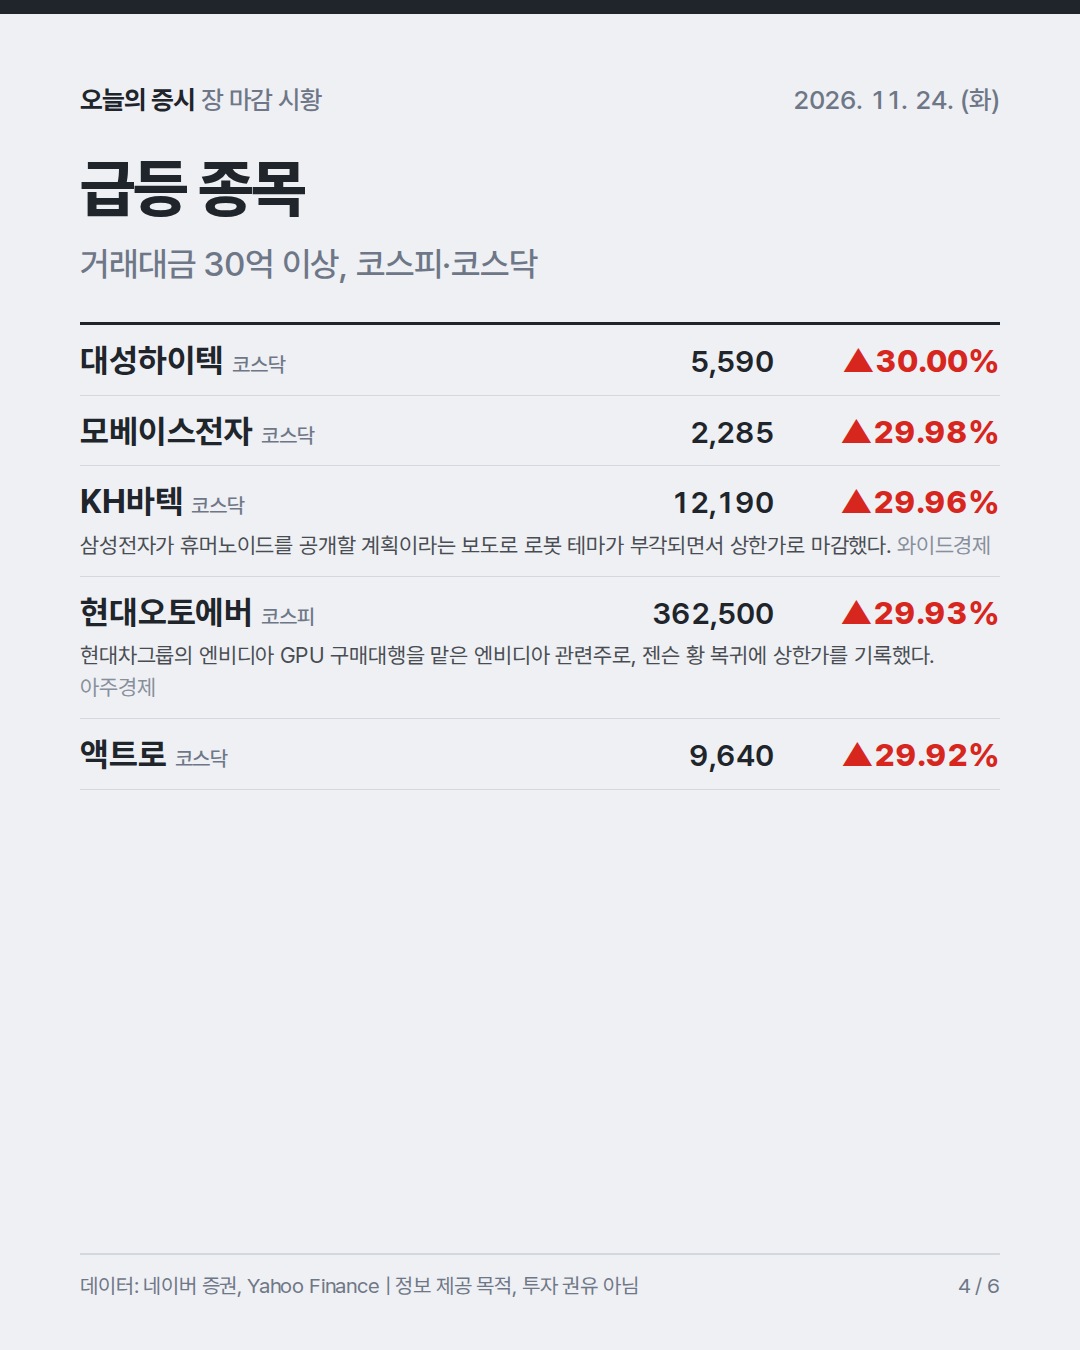 오늘의 증시 장 마감 시황 2026. 11. 24. (화)
급등 종목
거래대금 30억 이상, 코스피·코스닥
대성하이텍 코스닥 5,590 ▲30.00%
모베이스전자 코스닥 2,285 ▲29.98%
KH바텍 코스닥 12,190 ▲29.96%
삼성전자가 휴머노이드를 공개할 계획이라는 보도로 로봇 테마가 부각되면서 상한가로 마감했다. 와이드경제
현대오토에버 코스피 362,500 ▲29.93%
현대차그룹의 엔비디아 GPU 구매대행을 맡은 엔비디아 관련주로, 젠슨 황 복귀에 상한가를 기록했다.
아주경제
액트로 코스닥 9,640 ▲29.92%
데이터: 네이버 증권, Yahoo Finance | 정보 제공 목적, 투자 권유 아님 4 / 6